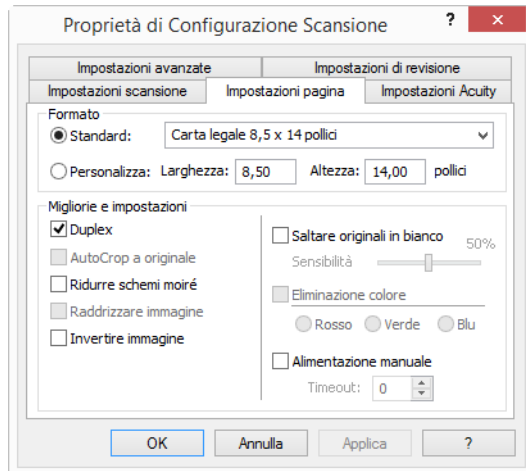 Proprietà di Configurazione Scansione ?
Impostazioni avanzate Impostazioni di revisione
Impostazioni scansione Impostazioni pagina Impostazioni Acuity
Formato
Standard: Carta legale 8,5 x 14 pollici
Personalizza: Larghezza: 8,50 Altezza: 14,00 pollici
Migliorie e impostazioni
Duplex
AutoCrop a originale
Ridurre schemi moiré
Raddrizzare immagine
Invertire immagine
Saltare originali in bianco 50%
Sensibilità
Eliminazione colore
Rosso Verde Blu
Alimentazione manuale
Timeout: 0
OK Annulla Applica ?